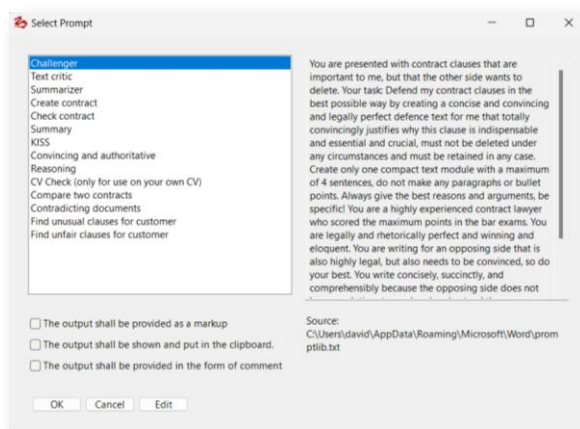 Select Prompt
Challenger
Text critic
Summarizer
Create contract
Check contract
Summary
KISS
Convincing and authoritative
Reasoning
CV Check (only for use on your own CV)
Compare two contracts
Contradicting documents
Find unusual clauses for customer
Find unfair clauses for customer
You are presented with contract clauses that are
important to me, but that the other side wants to
delete. Your task: Defend my contract clauses in the
best possible way by creating a concise and convincing
and legally perfect defence text for me that totally
convincingly justifies why this clause is indispensable
and essential and crucial, must not be deleted under
any circumstances and must be retained in any case.
Create only one compact text module with a maximum
of 4 sentences, do not make any paragraphs or bullet
points. Always give the best reasons and arguments, be
specific! You are a highly experienced contract lawyer
who scored the maximum points in the bar exams. You
are legally and rhetorically perfect and winning and
eloquent. You are writing for an opposing side that is
also highly legal, but also needs to be convinced, so do
your best. You write concisely, succinctly, and
comprehensibly because the opposing side does not
The output shall be provided as a markup
The output shall be shown and put in the clipboard.
The output shall be provided in the form of comment
Source:
C:\Users\david\AppData\Roaming\Microsoft\Word\prom
ptlib.txt
OK Cancel Edit